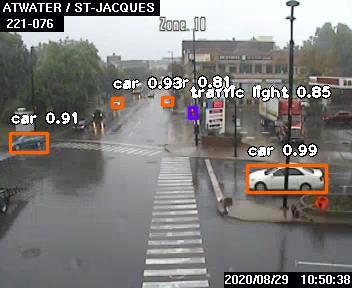 ATWATER / ST-JACQUES
221-076
Zone 10
car 0.93
r 0.81
traffic light 0.85
car 0.91
car 0.99
2020/08/29 10:50:38